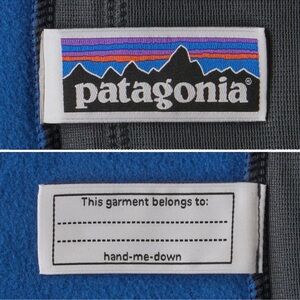 patagonia®
This garment belongs to:
hand-me-down